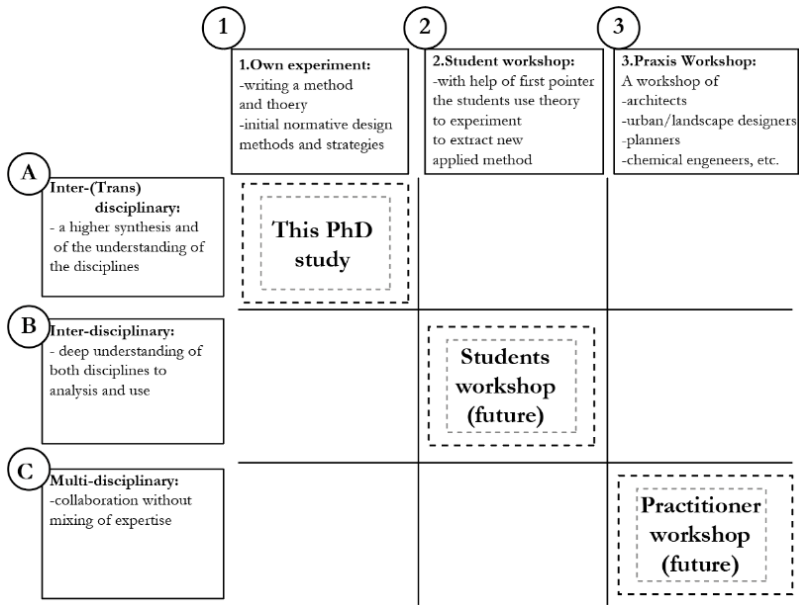 1
2
3
1.Own experiment:
-writing a method
and thoery
-initial normative design
methods and strategies
2.Student workshop:
-with help of first pointer
the students use theory
to experiment
to extract new
applied method
3.Praxis Workshop:
A workshop of
-architects
-urban/landscape designers
-planners
-chemical engeneers, etc.
A
Inter-(Trans)
disciplinary:
- a higher synthesis and
of the understanding of
the disciplines
This PhD
study
B
Inter-disciplinary:
- deep understanding of
both disciplines to
analysis and use
Students
workshop
(future)
C
Multi-disciplinary:
-collaboration without
mixing of expertise
Practitioner
workshop
(future)